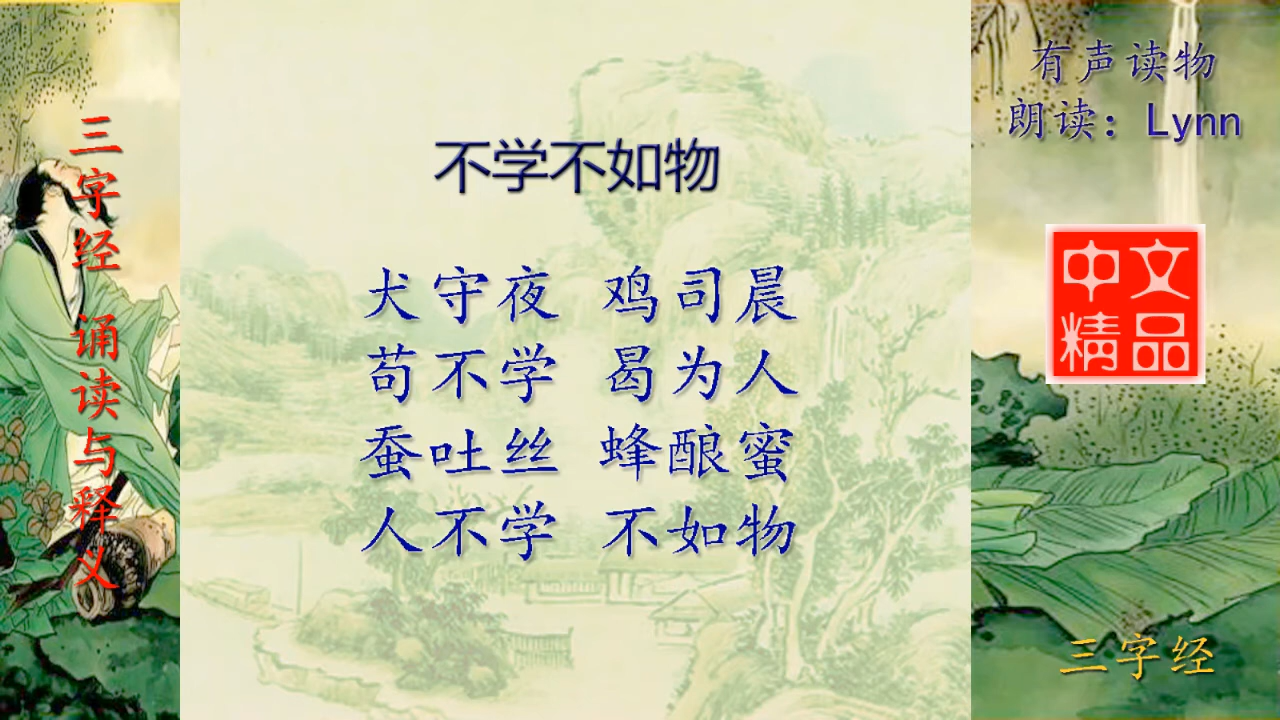 三字经 诵读与释义
不学不如物
犬守夜 鸡司晨
苟不学 曷为人
蚕吐丝 蜂酿蜜
人不学 不如物
有声读物
朗读：Lynn
中文
精品
三字经